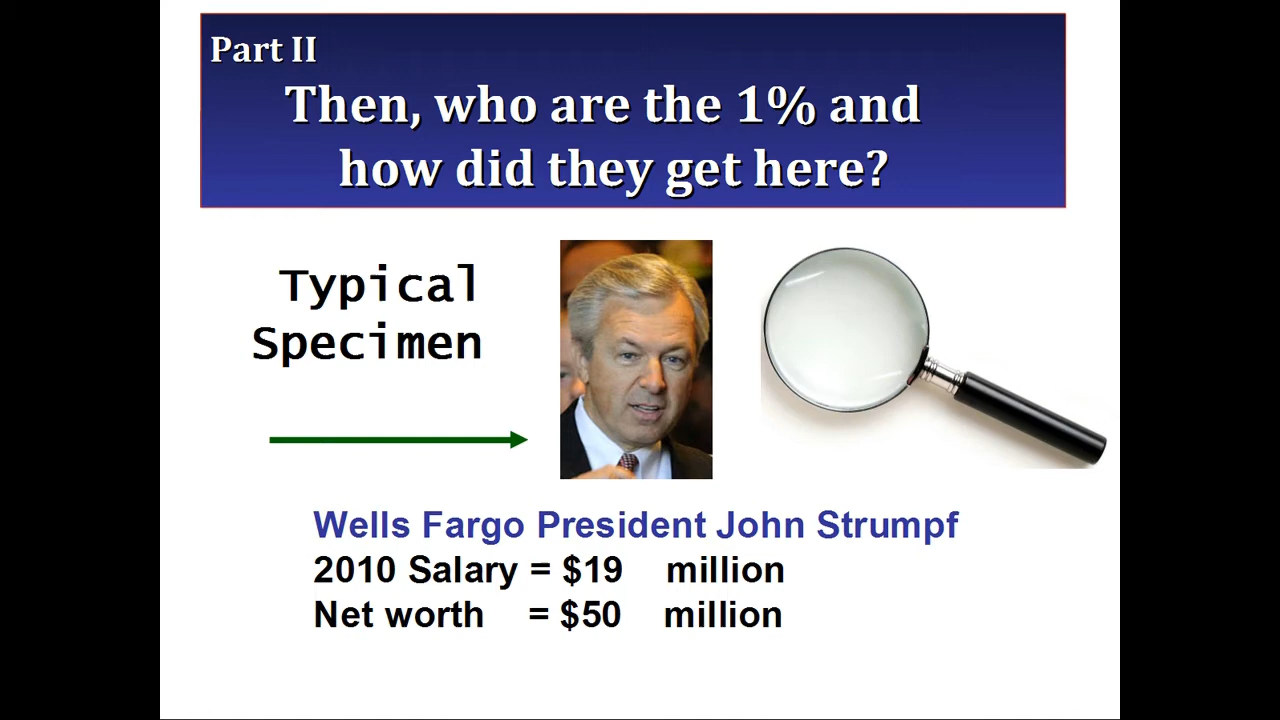 Part II
Then, who are the 1% and
how did they get here?
Typical
Specimen
Wells Fargo President John Strumpf
2010 Salary = $19 million
Net worth = $50 million